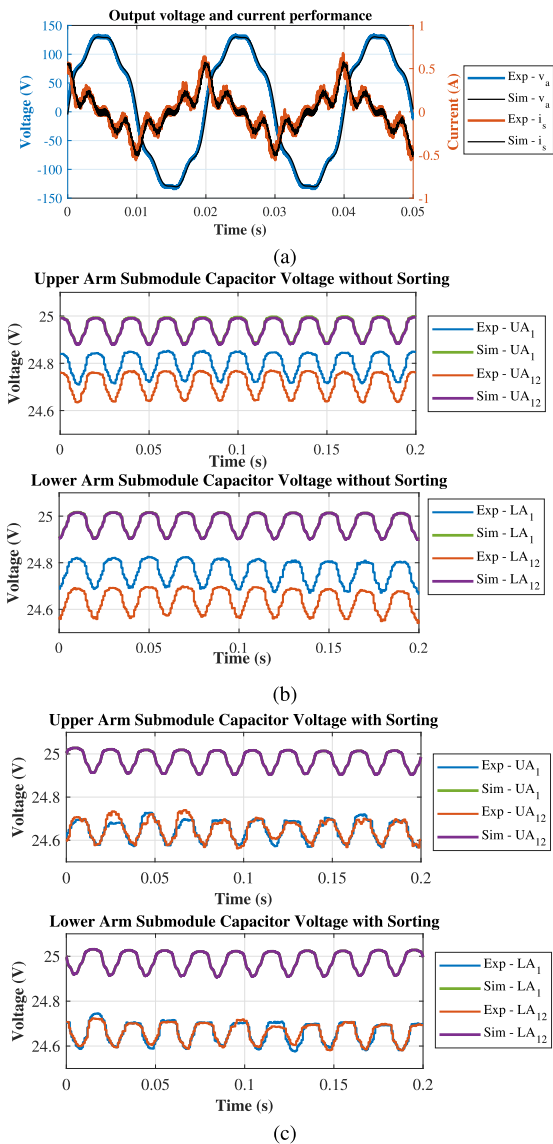 Output voltage and current performance
150
100
50
0
-50
-100
-150
Voltage (V)
1
0.5
0
-0.5
-1
Current (A)
0
0.01
0.02
0.03
0.04
0.05
Time (s)
Exp - v_a
Sim - v_a
Exp - i_s
Sim - i_s
(a)
Upper Arm Submodule Capacitor Voltage without Sorting
25
24.8
24.6
Voltage (V)
0
0.05
0.1
0.15
0.2
Time (s)
Exp - UA_1
Sim - UA_1
Exp - UA_12
Sim - UA_12
Lower Arm Submodule Capacitor Voltage without Sorting
25
24.8
24.6
Voltage (V)
0
0.05
0.1
0.15
0.2
Time (s)
Exp - LA_1
Sim - LA_1
Exp - LA_12
Sim - LA_12
(b)
Upper Arm Submodule Capacitor Voltage with Sorting
25
24.8
24.6
Voltage (V)
0
0.05
0.1
0.15
0.2
Time (s)
Exp - UA_1
Sim - UA_1
Exp - UA_12
Sim - UA_12
Lower Arm Submodule Capacitor Voltage with Sorting
25
24.8
24.6
Voltage (V)
0
0.05
0.1
0.15
0.2
Time (s)
Exp - LA_1
Sim - LA_1
Exp - LA_12
Sim - LA_12
(c)